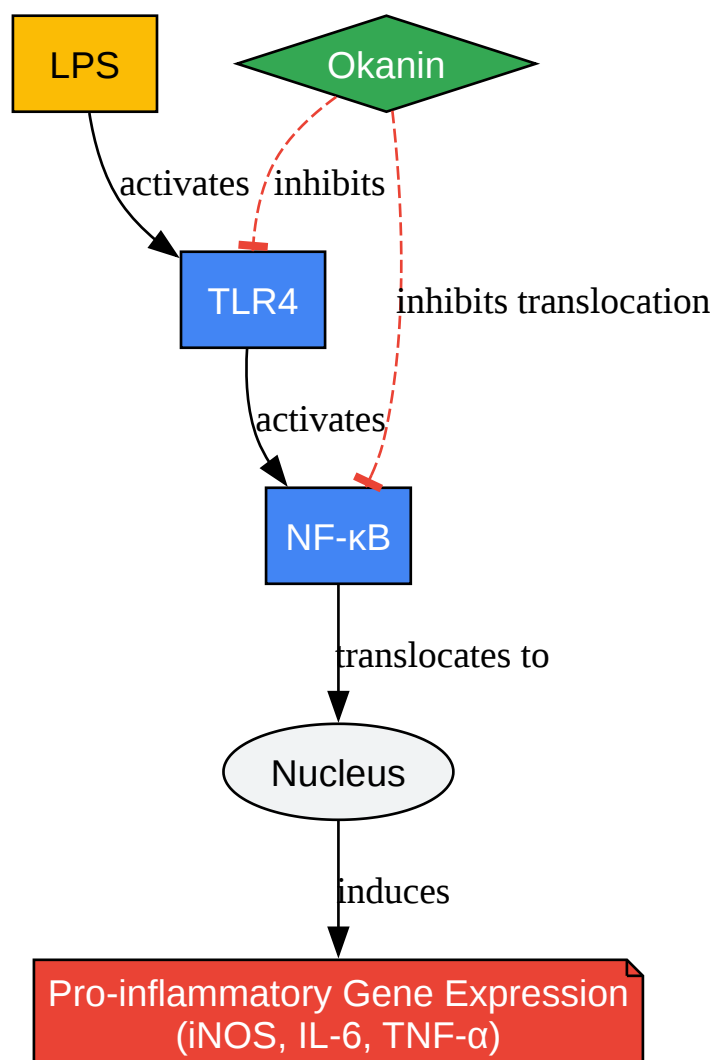 LPS
Okanin
activates
inhibits
TLR4
inhibits translocation
activates
NF-κB
translocates to
Nucleus
induces
Pro-inflammatory Gene Expression
(iNOS, IL-6, TNF-α)